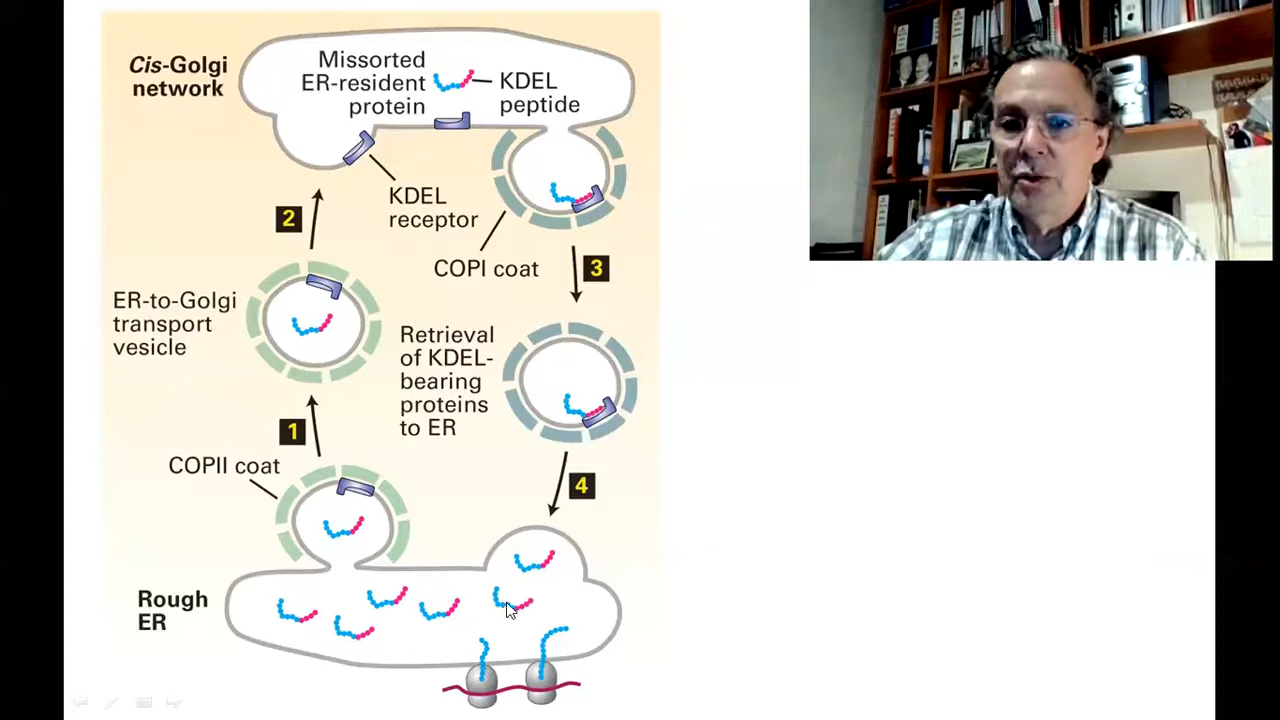 Cis-Golgi
network
Missorted
ER-resident
protein
KDEL
peptide
KDEL
receptor
2
COPI coat
3
ER-to-Golgi
transport
vesicle
Retrieval
of KDEL-
bearing
proteins
to ER
1
COPII coat
4
Rough
ER